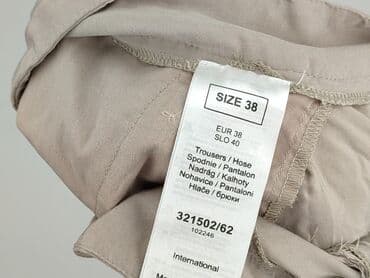 SIZE 38
EUR 38
SLO 40
Trousers / Hose
Spodnie / Pantalon
Nadrág / Kalhoty
Nohavice / Pantaloni
Hlače / брюки
321502/62
102246
International